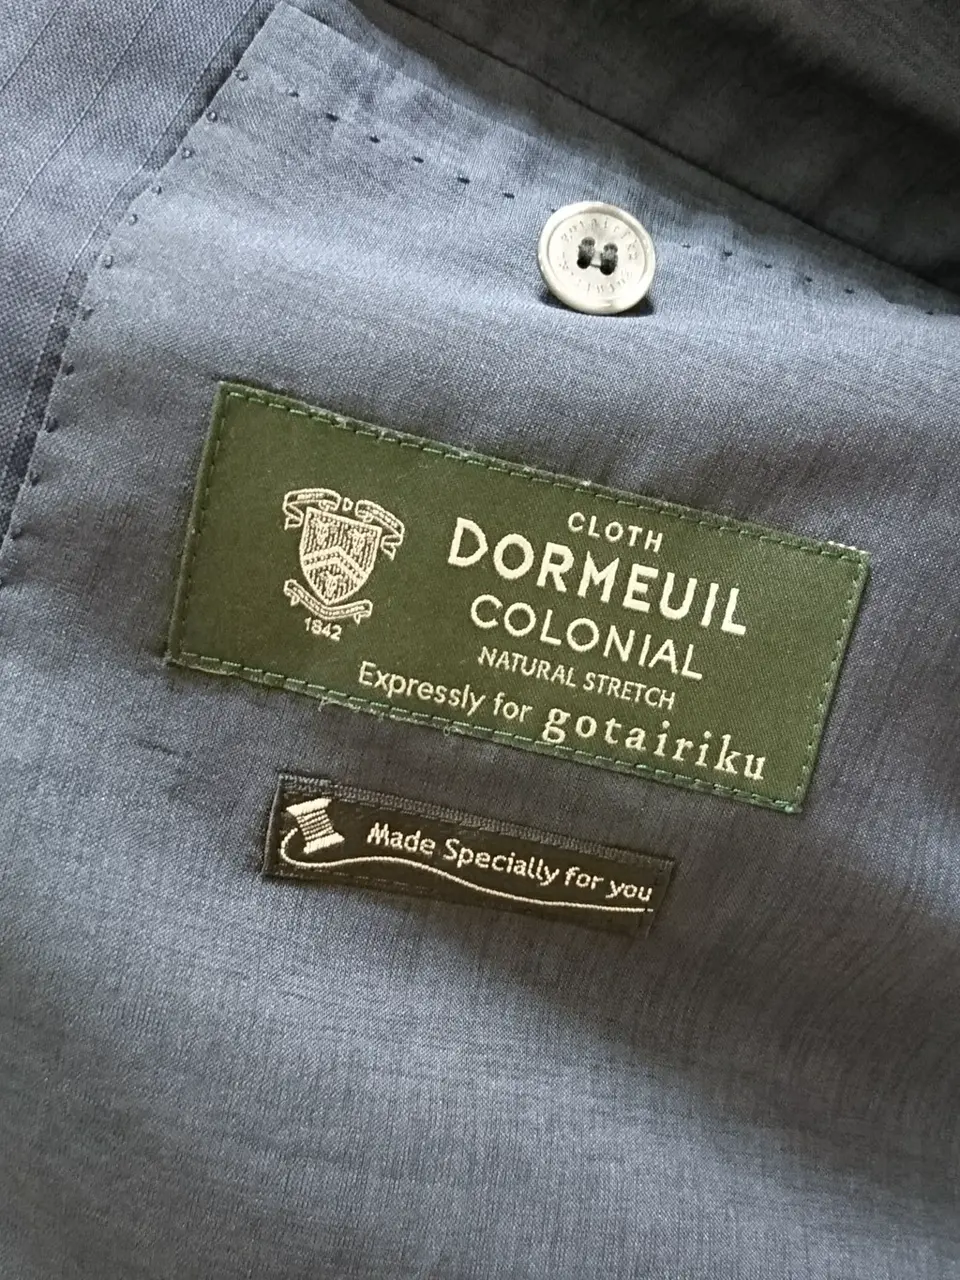 CLOTH
DORMEUIL
COLONIAL
NATURAL STRETCH
Expressly for gotairiku
1842
Made Specially for you